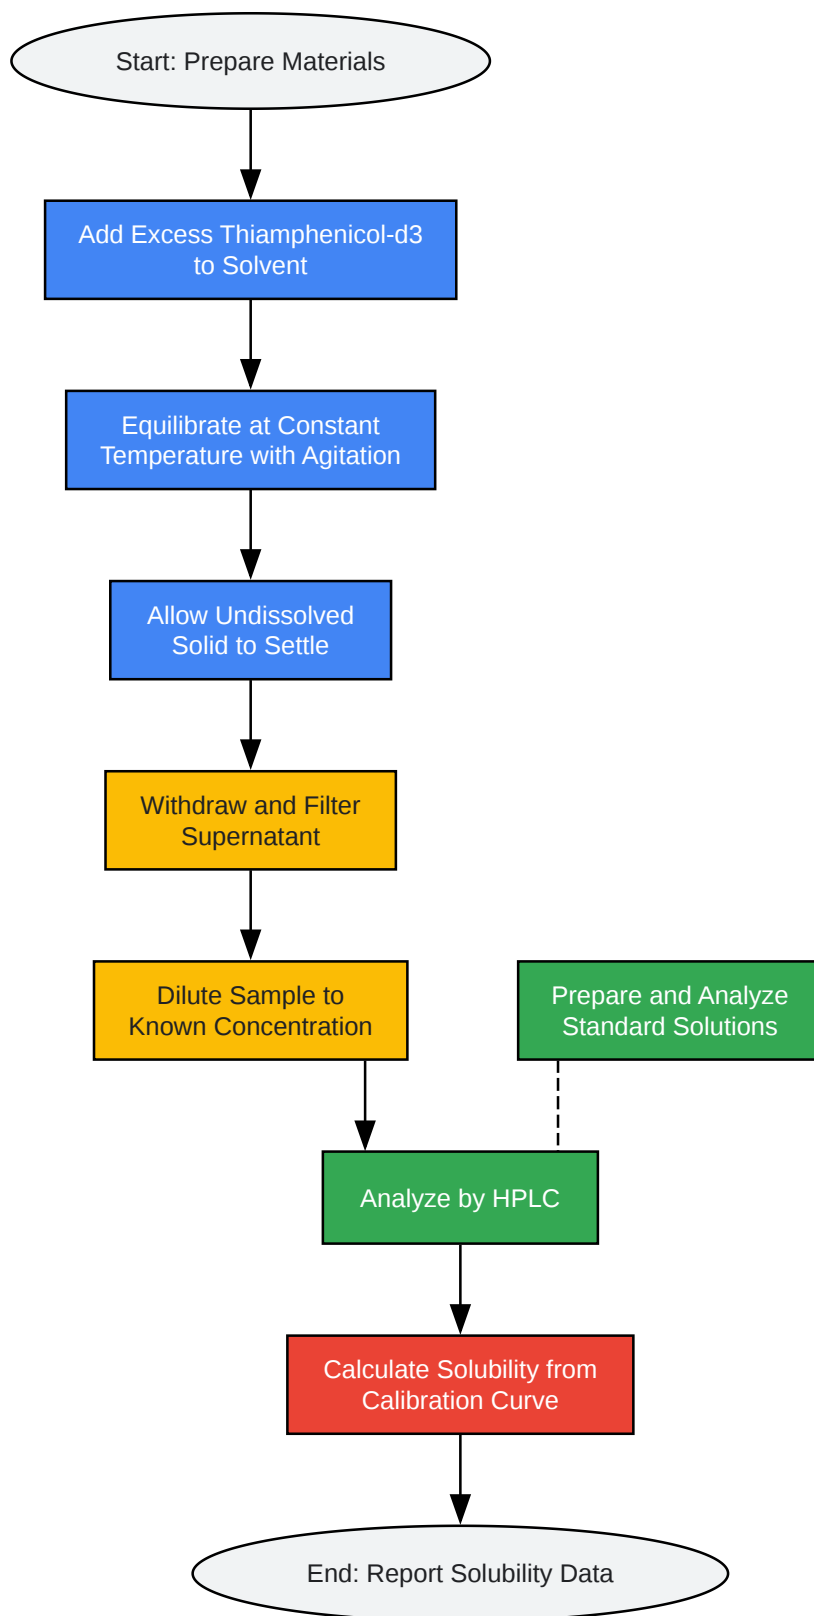 Start: Prepare Materials
Add Excess Thiamphenicol-d3
to Solvent
Equilibrate at Constant
Temperature with Agitation
Allow Undissolved
Solid to Settle
Withdraw and Filter
Supernatant
Dilute Sample to
Known Concentration
Prepare and Analyze
Standard Solutions
Analyze by HPLC
Calculate Solubility from
Calibration Curve
End: Report Solubility Data